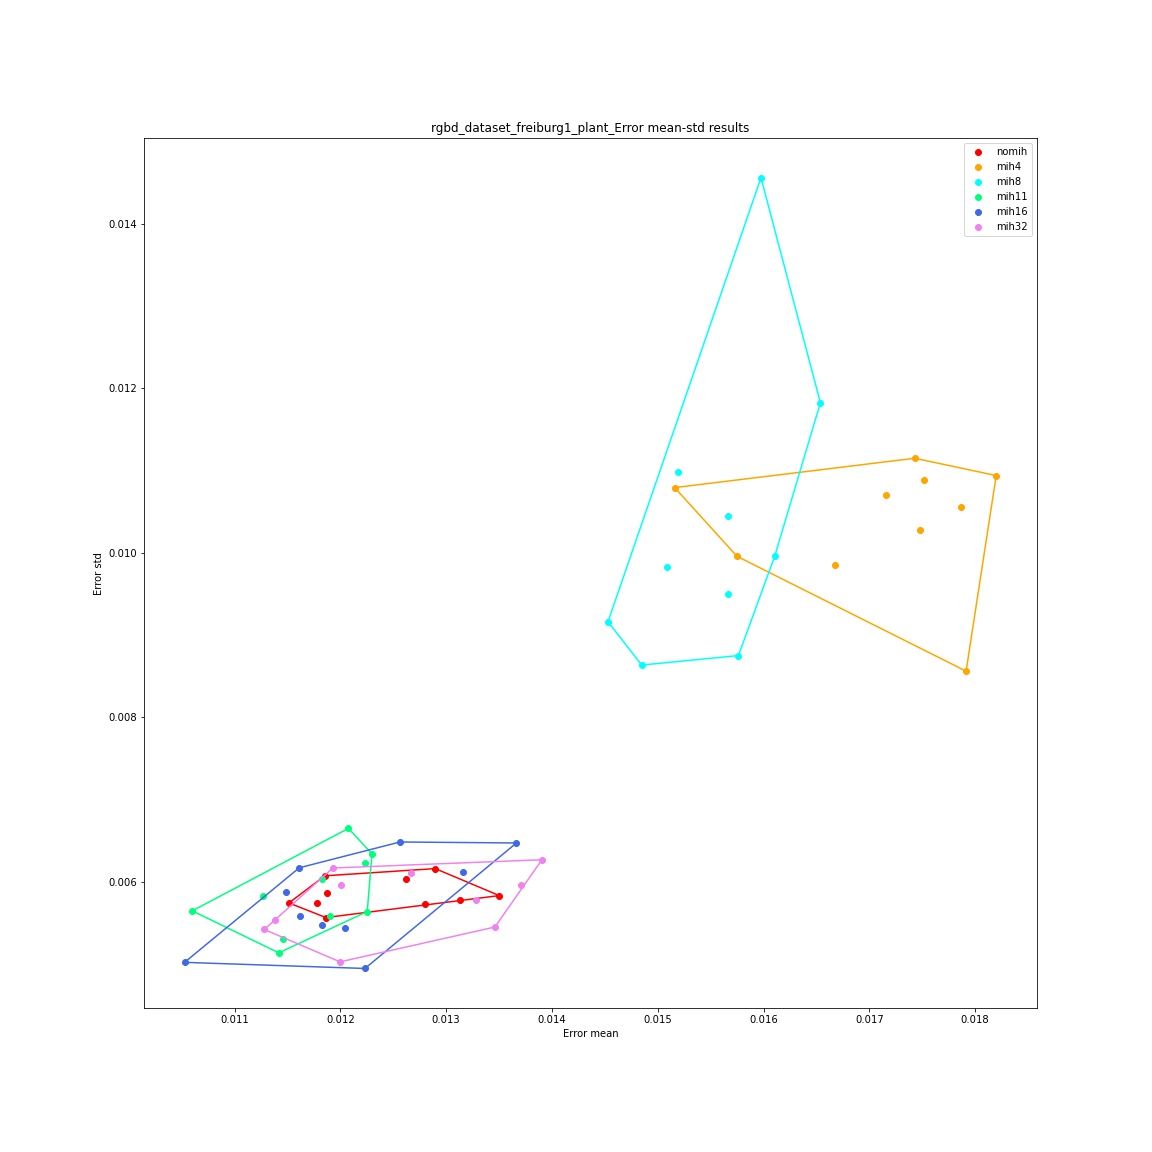 rgbd_dataset_freiburg1_plant_Error mean-std results
nomih
mih4
mih8
mih11
mih16
mih32
0.014
0.012
0.010
0.008
0.006
Error std
0.011 0.012 0.013 0.014 0.015 0.016 0.017 0.018
Error mean